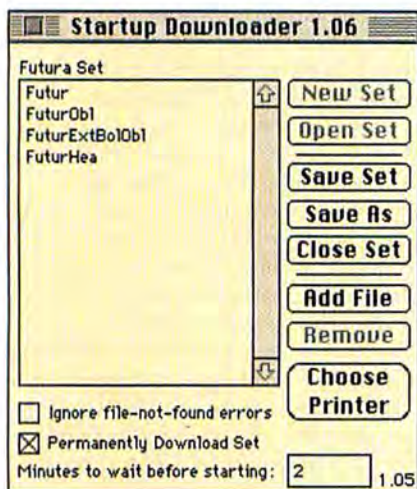 Startup Downloader 1.06
Futura Set
Futur
FuturObl
FuturExtBolObl
FuturHea
New Set
Open Set
Save Set
Save As
Close Set
Add File
Remove
Choose
Printer
Ignore file-not-found errors
Permanently Download Set
Minutes to wait before starting: 2
1.05